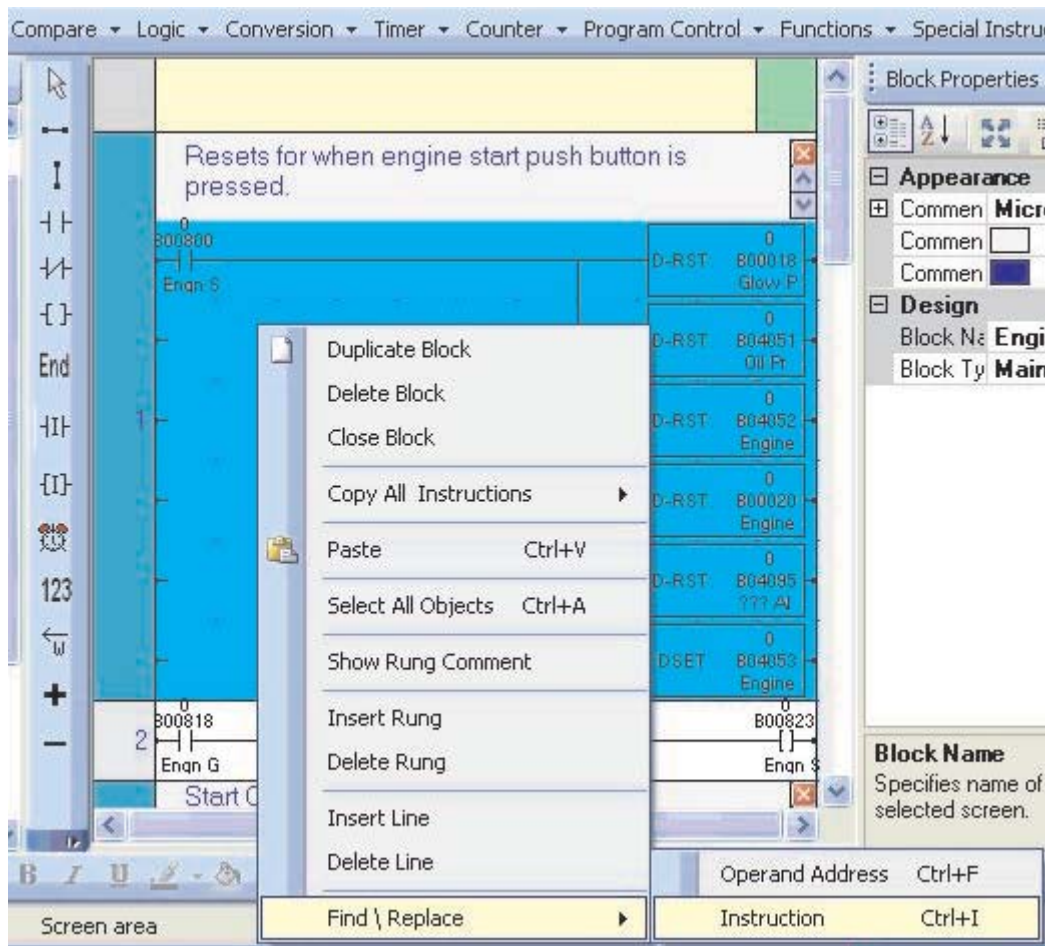 Compare Logic Conversion Timer Counter Program Control Functions Special Instru
Block Properties
Resets for when engine start push button is
pressed.
Appearance
Commen Micr
Commen
Commen
Design
Block Na Engi
Block Ty Main
End
123
W
1
0
B00800
Engn S
0
D-RST B00018
Glow P
0
D-RST B04051
Oil Pr
0
D-RST B04052
Engine
0
D-RST B00020
Engine
0
D-RST B04095
??? Al
0
DSET B04053
Engine
Duplicate Block
Delete Block
Close Block
Copy All Instructions
Paste Ctrl+V
Select All Objects Ctrl+A
Show Rung Comment
Insert Rung
Delete Rung
Insert Line
Delete Line
Find \ Replace
Operand Address Ctrl+F
Instruction Ctrl+I
2
0
B00818
Engn G
0
B00823
Engn S
Start
Block Name
Specifies name of
selected screen.
B I U
Screen area